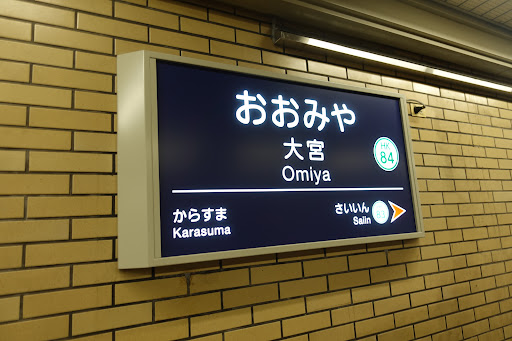 おおみや
大宮
Omiya
HK
84
からすま
Karasuma
さいいん
Saiin